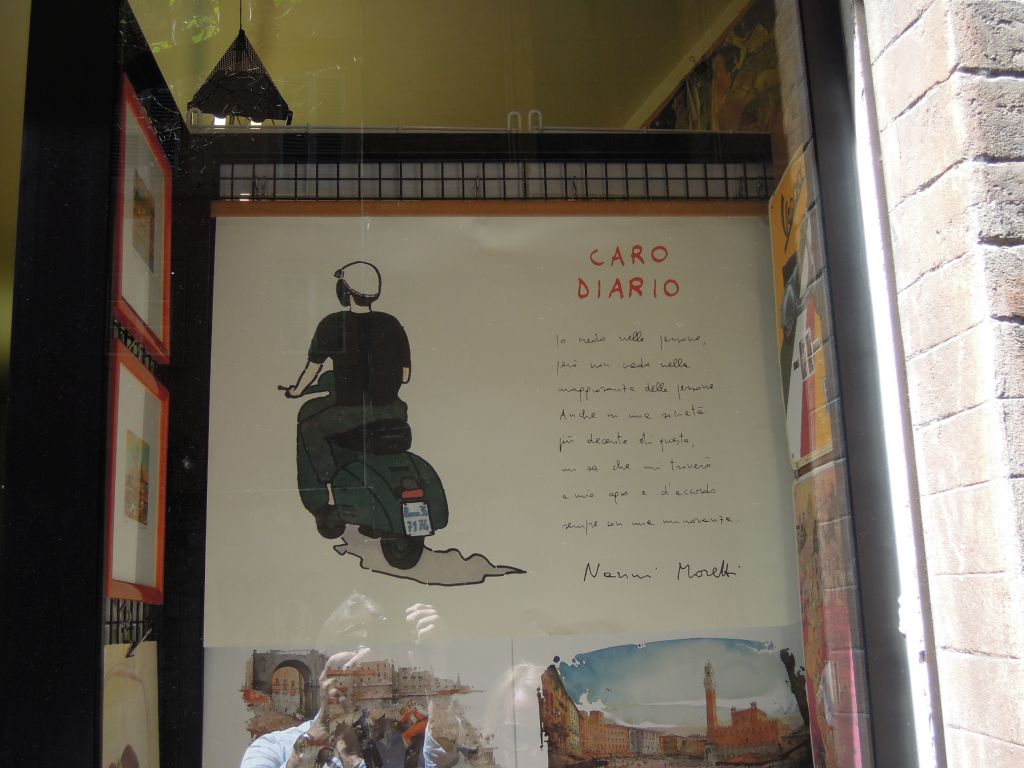 CARO
DIARIO
Io credo nelle persone,
però non credo nella
maggioranza delle persone.
Anche in una società
più decente di questa,
mi sa che mi troverò
a mio agio e d'accordo
sempre con una minoranza.
Nanni Moretti
7174